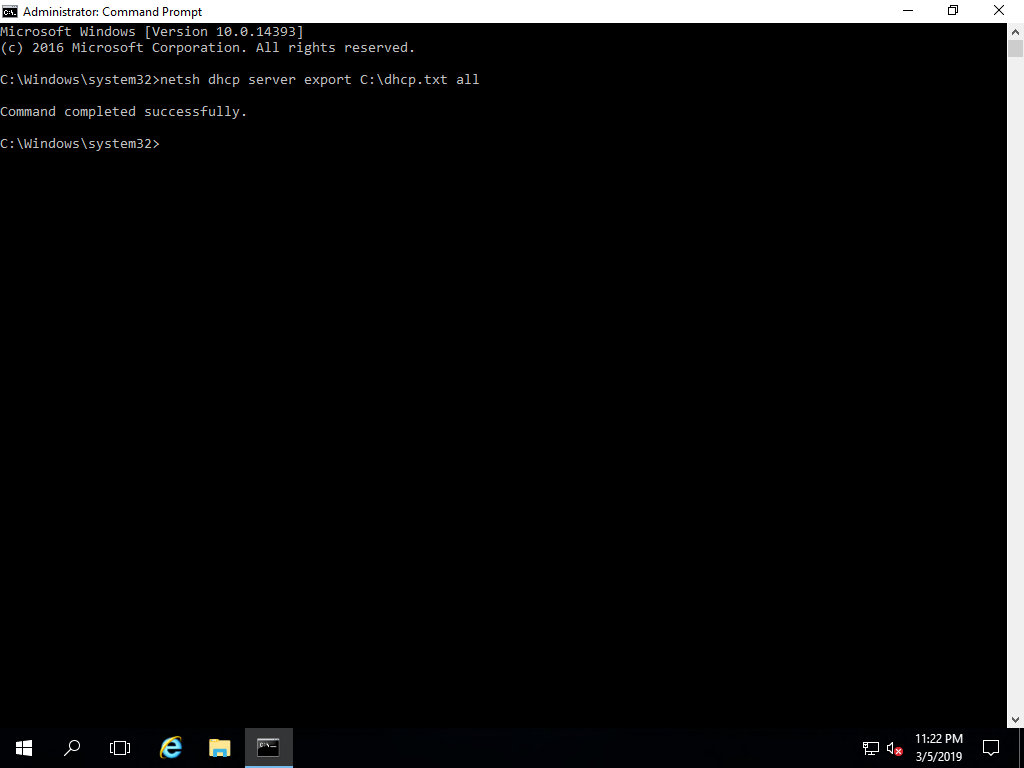 Administrator: Command Prompt
Microsoft Windows [Version 10.0.14393]
(c) 2016 Microsoft Corporation. All rights reserved.
C:\Windows\system32>netsh dhcp server export C:\dhcp.txt all
Command completed successfully.
C:\Windows\system32>
11:22 PM
3/5/2019